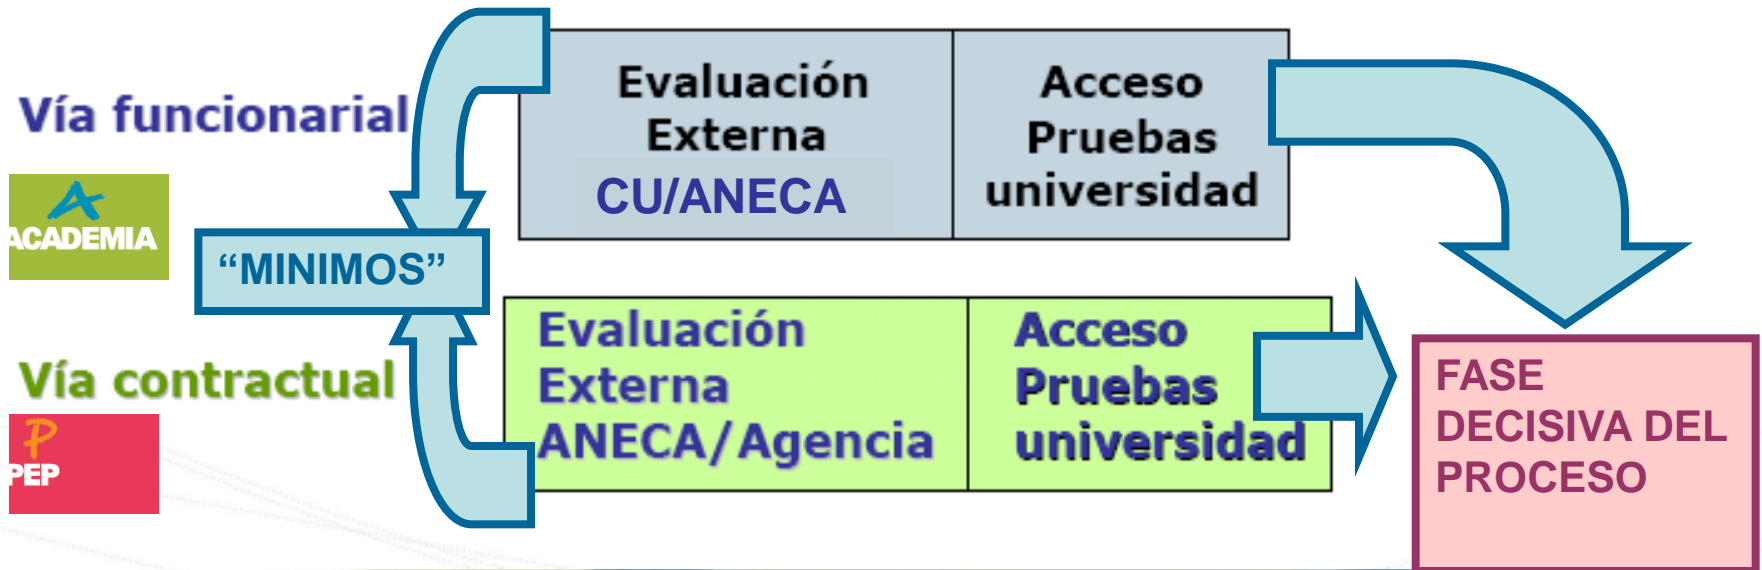 Vía funcionarial
ACADEMIA
Evaluación
Externa
CU/ANECA
Acceso
Pruebas
universidad
“MINIMOS”
Vía contractual
PEP
Evaluación
Externa
ANECA/Agencia
Acceso
Pruebas
universidad
FASE
DECISIVA DEL
PROCESO